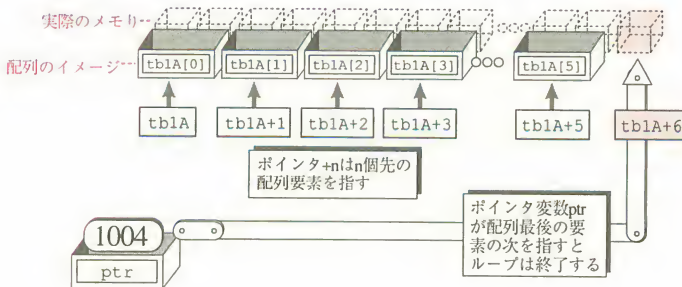 実際のメモリ
配列のイメージ
tblA[0] tblA[1] tblA[2] tblA[3] tblA[5]
tblA tblA+1 tblA+2 tblA+3 tblA+5 tblA+6
ポインタ+nはn個先の
配列要素を指す
ポインタ変数ptr
が配列最後の要
素の次を指すと
ループは終了する
1004
ptr